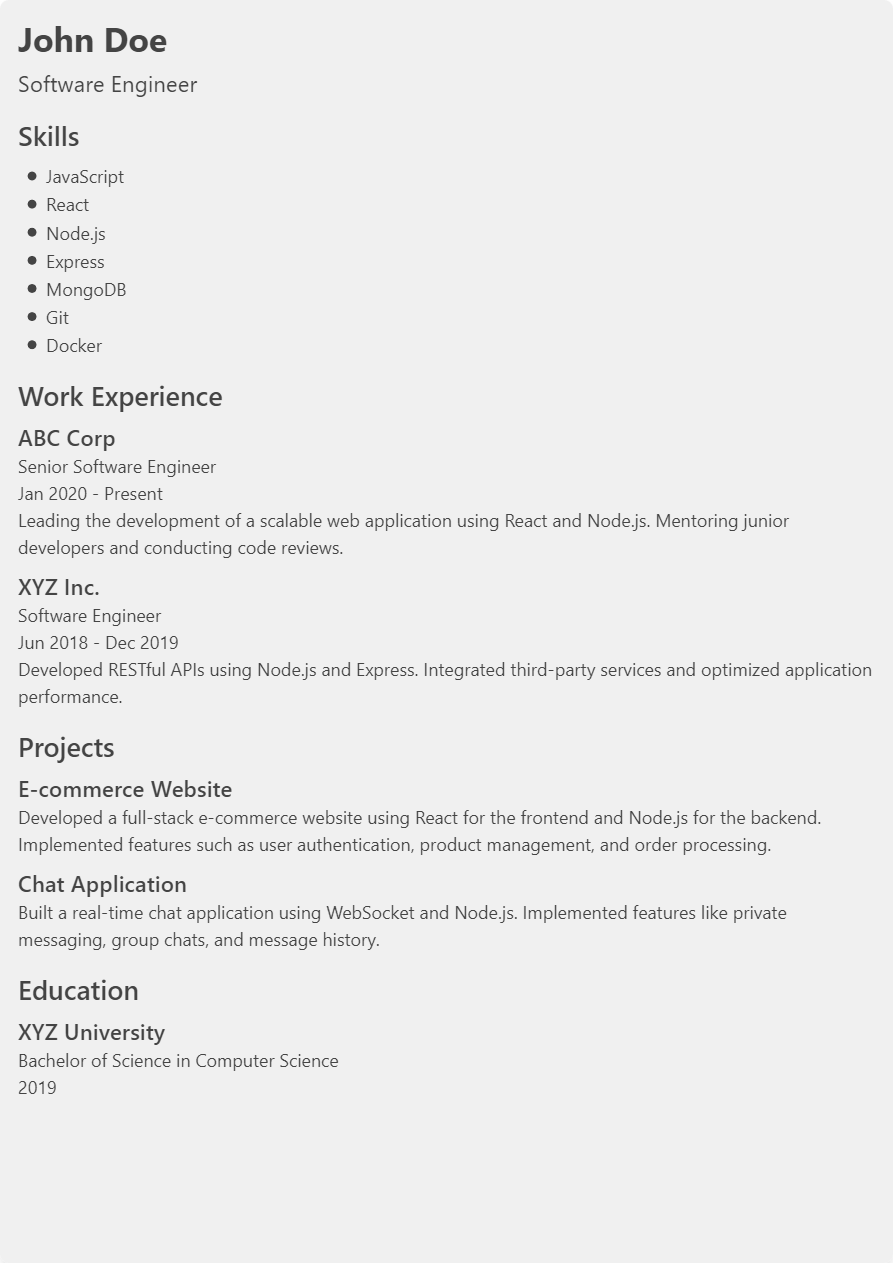 John Doe
Software Engineer
Skills
JavaScript
React
Node.js
Express
MongoDB
Git
Docker
Work Experience
ABC Corp
Senior Software Engineer
Jan 2020 - Present
Leading the development of a scalable web application using React and Node.js. Mentoring junior
developers and conducting code reviews.
XYZ Inc.
Software Engineer
Jun 2018 - Dec 2019
Developed RESTful APIs using Node.js and Express. Integrated third-party services and optimized application
performance.
Projects
E-commerce Website
Developed a full-stack e-commerce website using React for the frontend and Node.js for the backend.
Implemented features such as user authentication, product management, and order processing.
Chat Application
Built a real-time chat application using WebSocket and Node.js. Implemented features like private
messaging, group chats, and message history.
Education
XYZ University
Bachelor of Science in Computer Science
2019